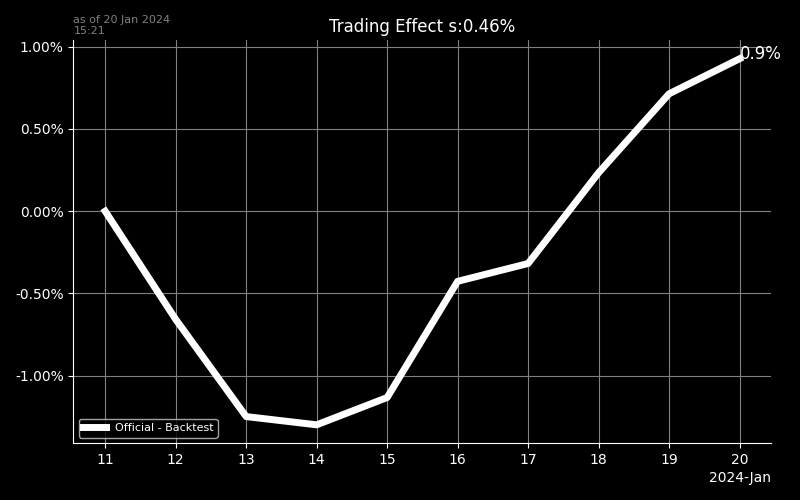 as of 20 Jan 2024
15:21
Trading Effect s:0.46%
1.00%
0.50%
0.00%
-0.50%
-1.00%
0.9%
Official - Backtest
11 12 13 14 15 16 17 18 19 20
2024-Jan